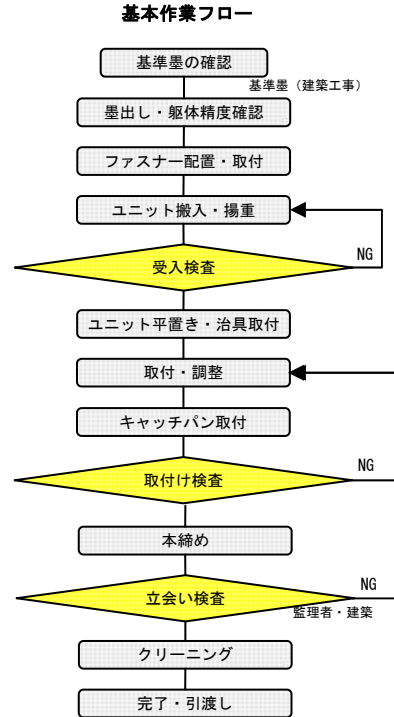 基本作業フロー
基準墨の確認
基準墨（建築工事）
墨出し・躯体精度確認
ファスナー配置・取付
ユニット搬入・揚重
NG
受入検査
ユニット平置き・治具取付
取付・調整
キャッチパン取付
NG
取付け検査
本締め
NG
立会い検査
監理者・建築
クリーニング
完了・引渡し